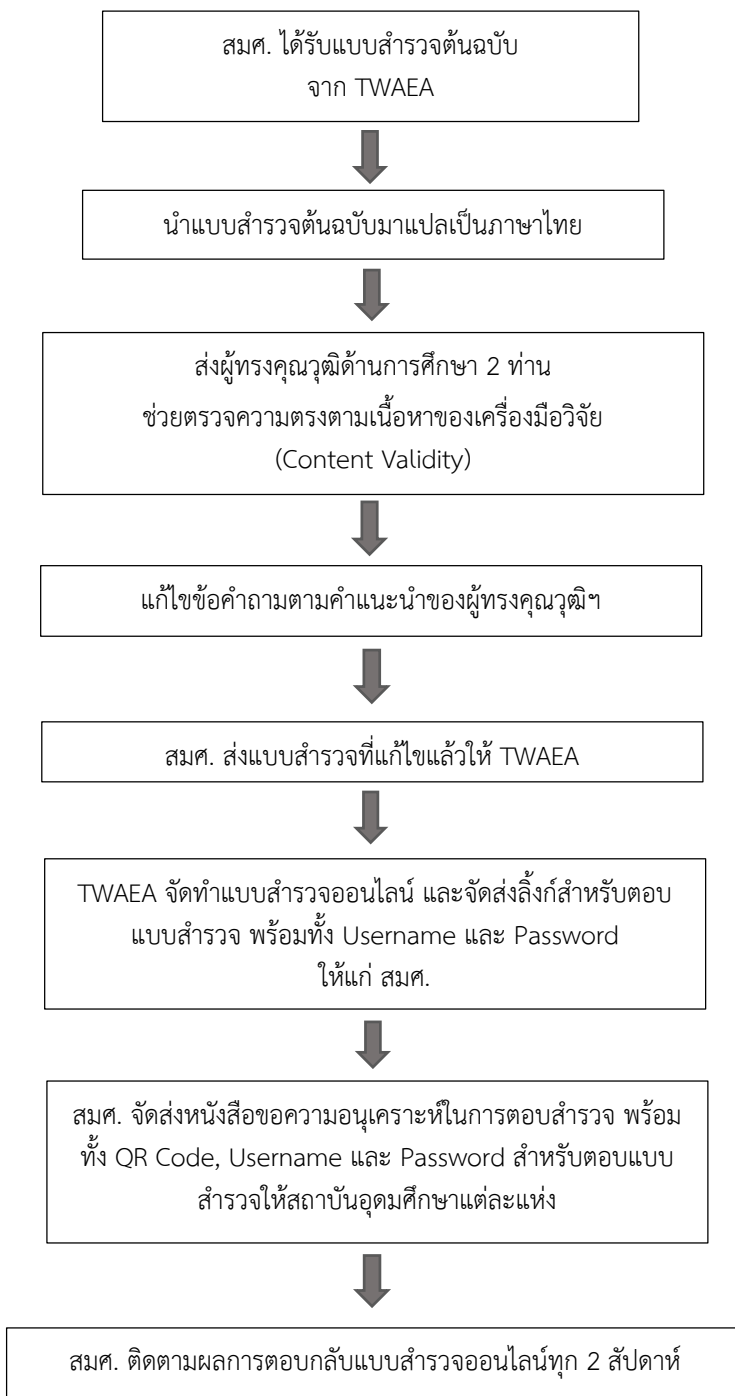 สมศ. ได้รับแบบสำรวจต้นฉบับ
จาก TWAEA
นำแบบสำรวจต้นฉบับมาแปลเป็นภาษาไทย
ส่งผู้ทรงคุณวุฒิด้านการศึกษา 2 ท่าน
ช่วยตรวจความตรงตามเนื้อหาของเครื่องมือวิจัย
(Content Validity)
แก้ไขข้อคำถามตามคำแนะนำของผู้ทรงคุณวุฒิฯ
สมศ. ส่งแบบสำรวจที่แก้ไขแล้วให้ TWAEA
TWAEA จัดทำแบบสำรวจออนไลน์ และจัดส่งลิ้งก์สำหรับตอบ
แบบสำรวจ พร้อมทั้ง Username และ Password
ให้แก่ สมศ.
สมศ. จัดส่งหนังสือขอความอนุเคราะห์ในการตอบสำรวจ พร้อม
ทั้ง QR Code, Username และ Password สำหรับตอบแบบ
สำรวจให้สถาบันอุดมศึกษาแต่ละแห่ง
สมศ. ติดตามผลการตอบกลับแบบสำรวจออนไลน์ทุก 2 สัปดาห์